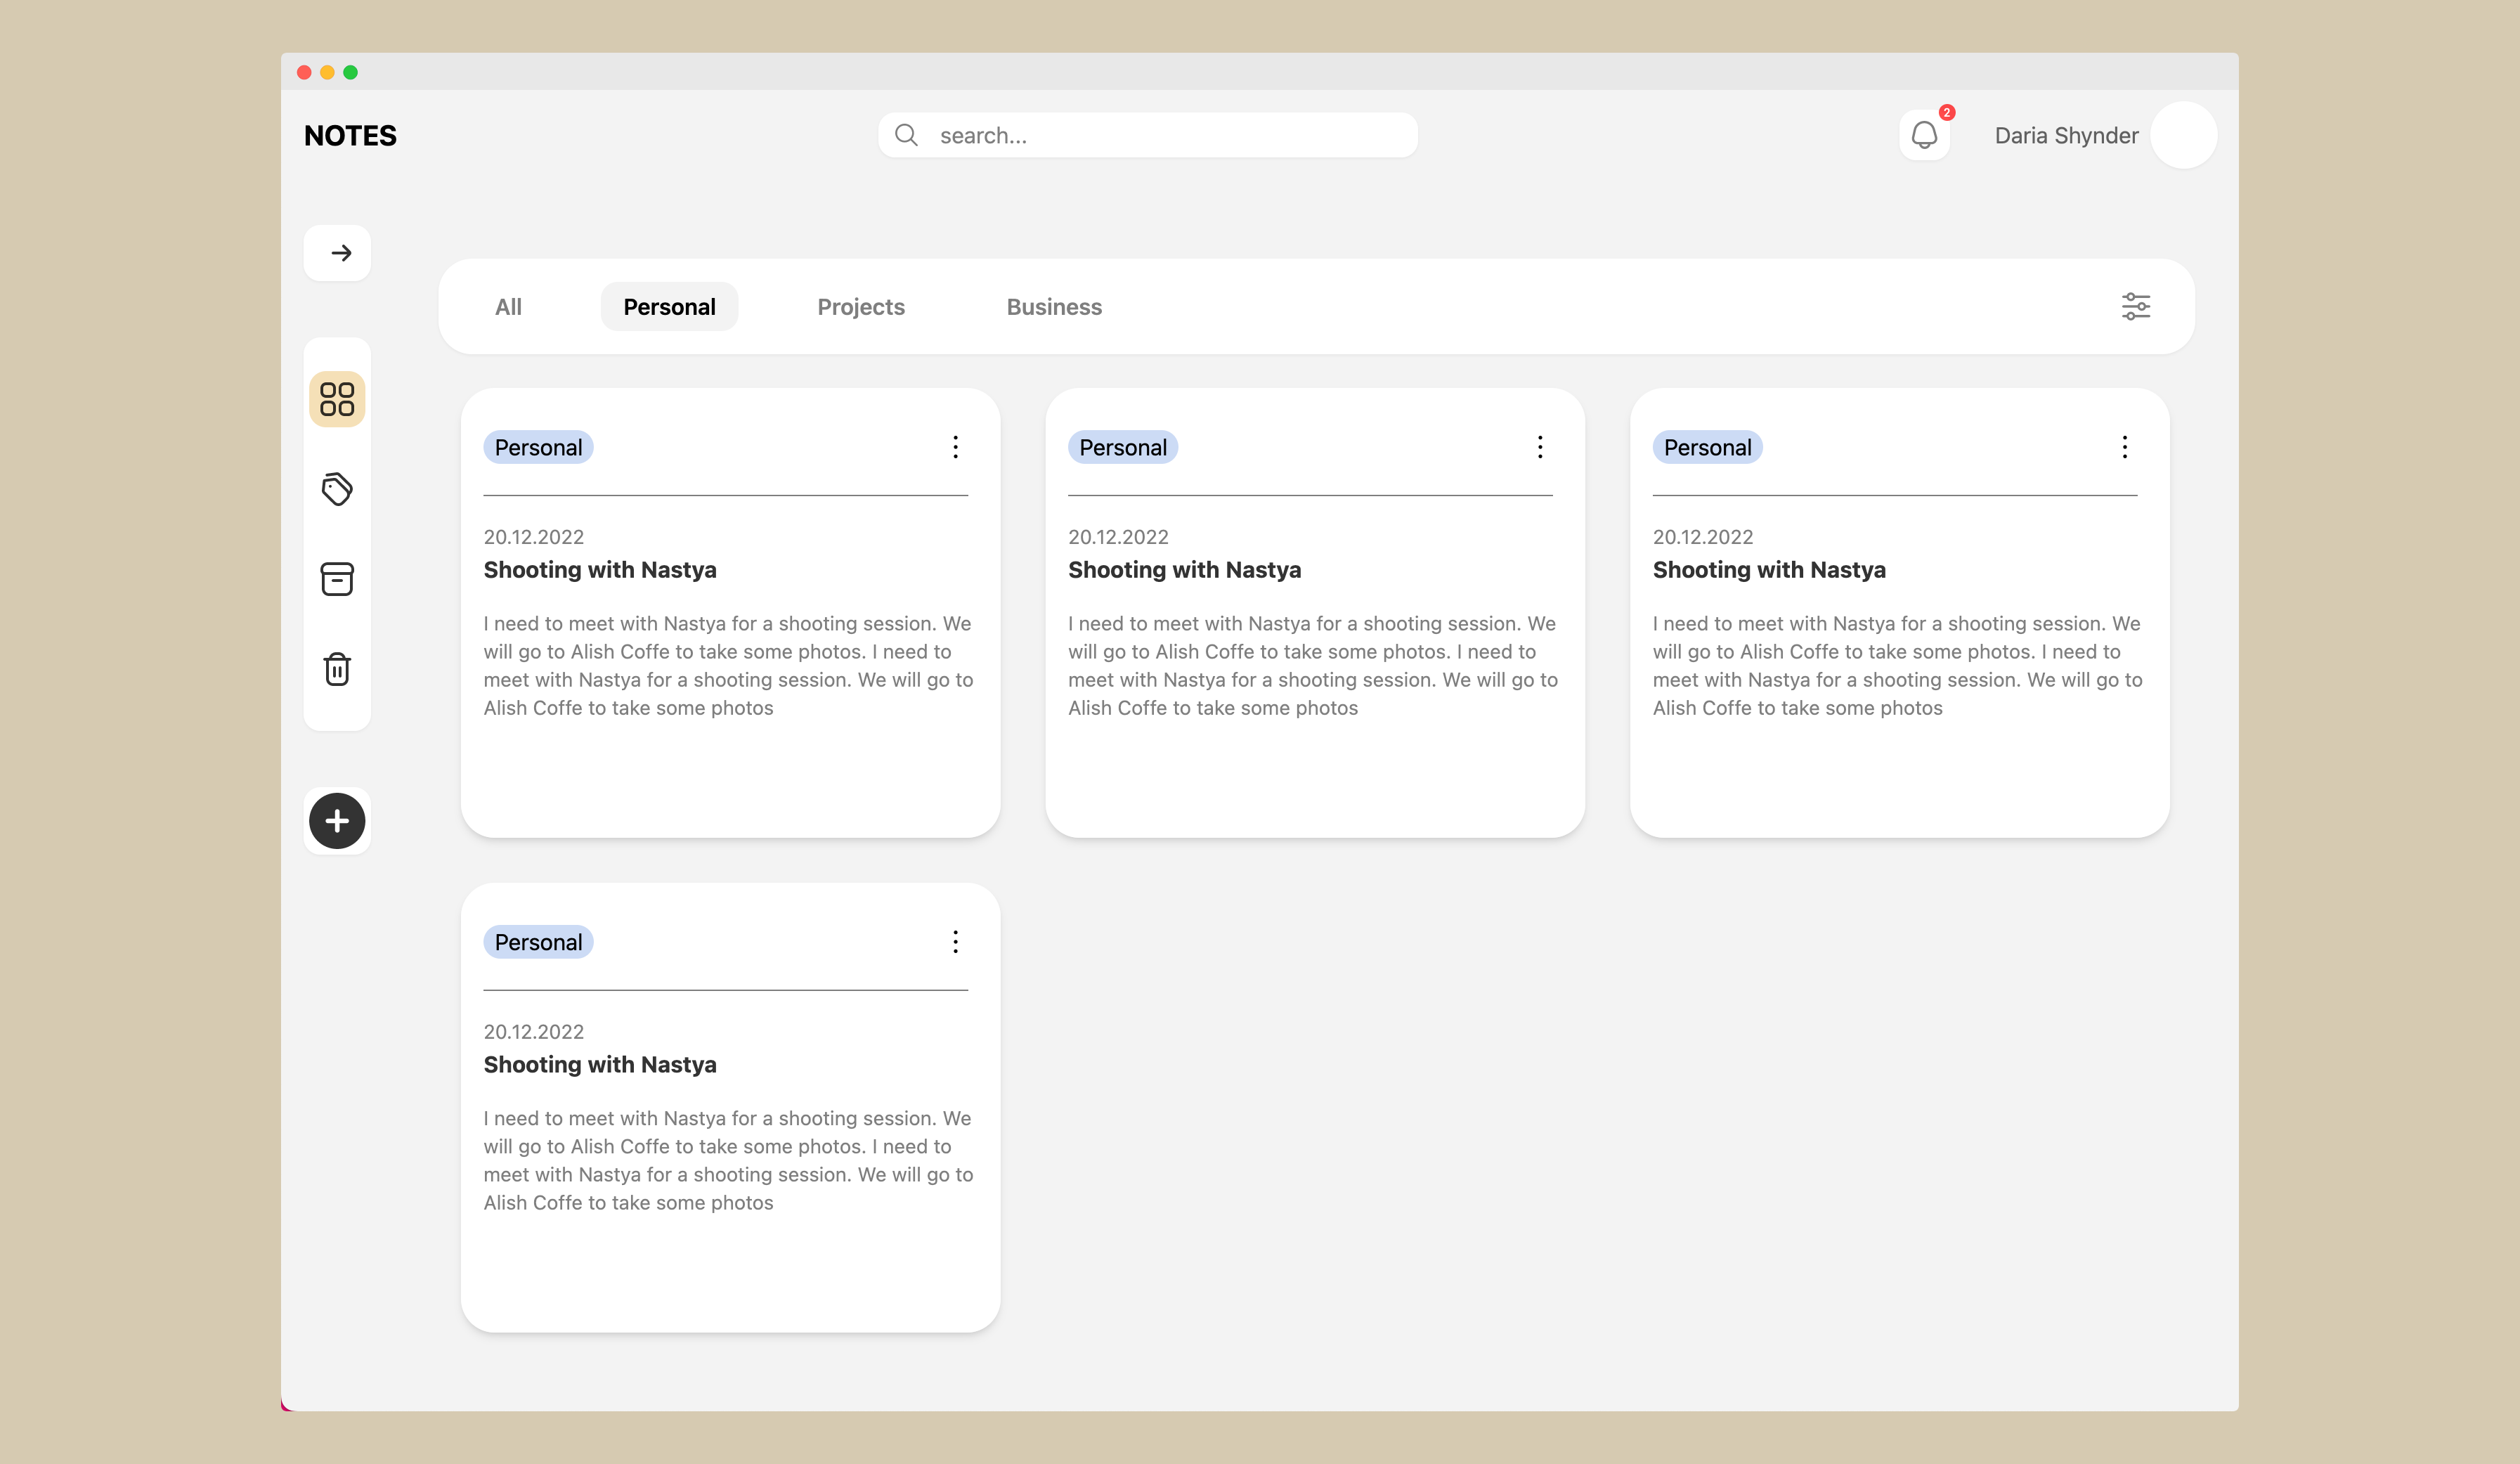 NOTES
search...
2
Daria Shynder
All
Personal
Projects
Business
Personal
20.12.2022
Shooting with Nastya
I need to meet with Nastya for a shooting session. We
will go to Alish Coffe to take some photos. I need to
meet with Nastya for a shooting session. We will go to
Alish Coffe to take some photos
Personal
20.12.2022
Shooting with Nastya
I need to meet with Nastya for a shooting session. We
will go to Alish Coffe to take some photos. I need to
meet with Nastya for a shooting session. We will go to
Alish Coffe to take some photos
Personal
20.12.2022
Shooting with Nastya
I need to meet with Nastya for a shooting session. We
will go to Alish Coffe to take some photos. I need to
meet with Nastya for a shooting session. We will go to
Alish Coffe to take some photos
Personal
20.12.2022
Shooting with Nastya
I need to meet with Nastya for a shooting session. We
will go to Alish Coffe to take some photos. I need to
meet with Nastya for a shooting session. We will go to
Alish Coffe to take some photos